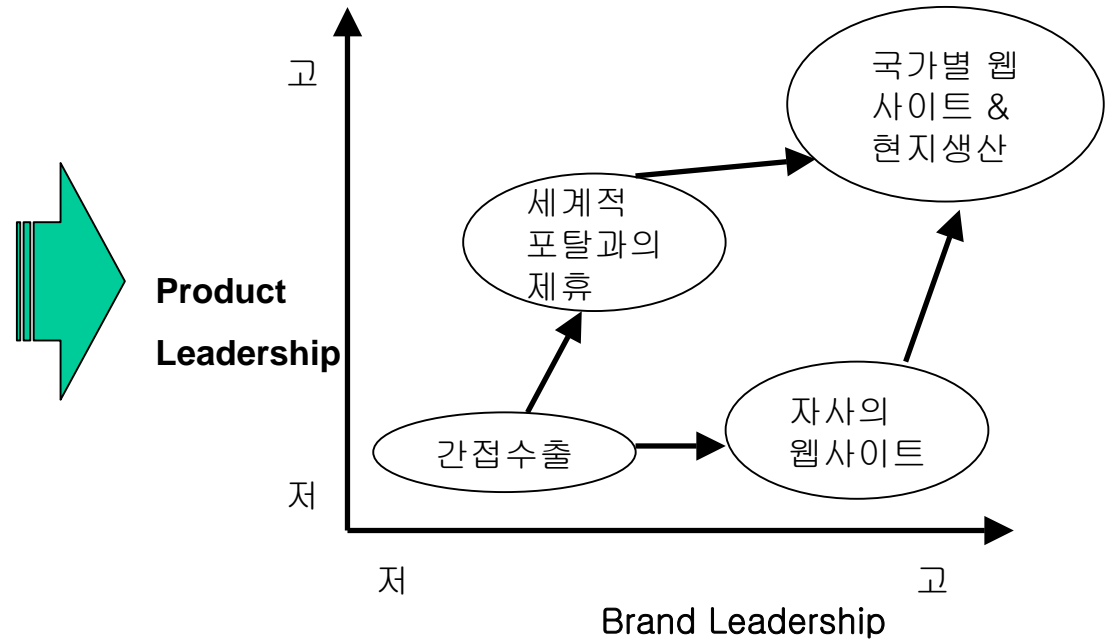 고
국가별 웹
사이트 &
현지생산
세계적
포탈과의
제휴
Product
Leadership
간접수출
자사의
웹사이트
저
저
고
Brand Leadership